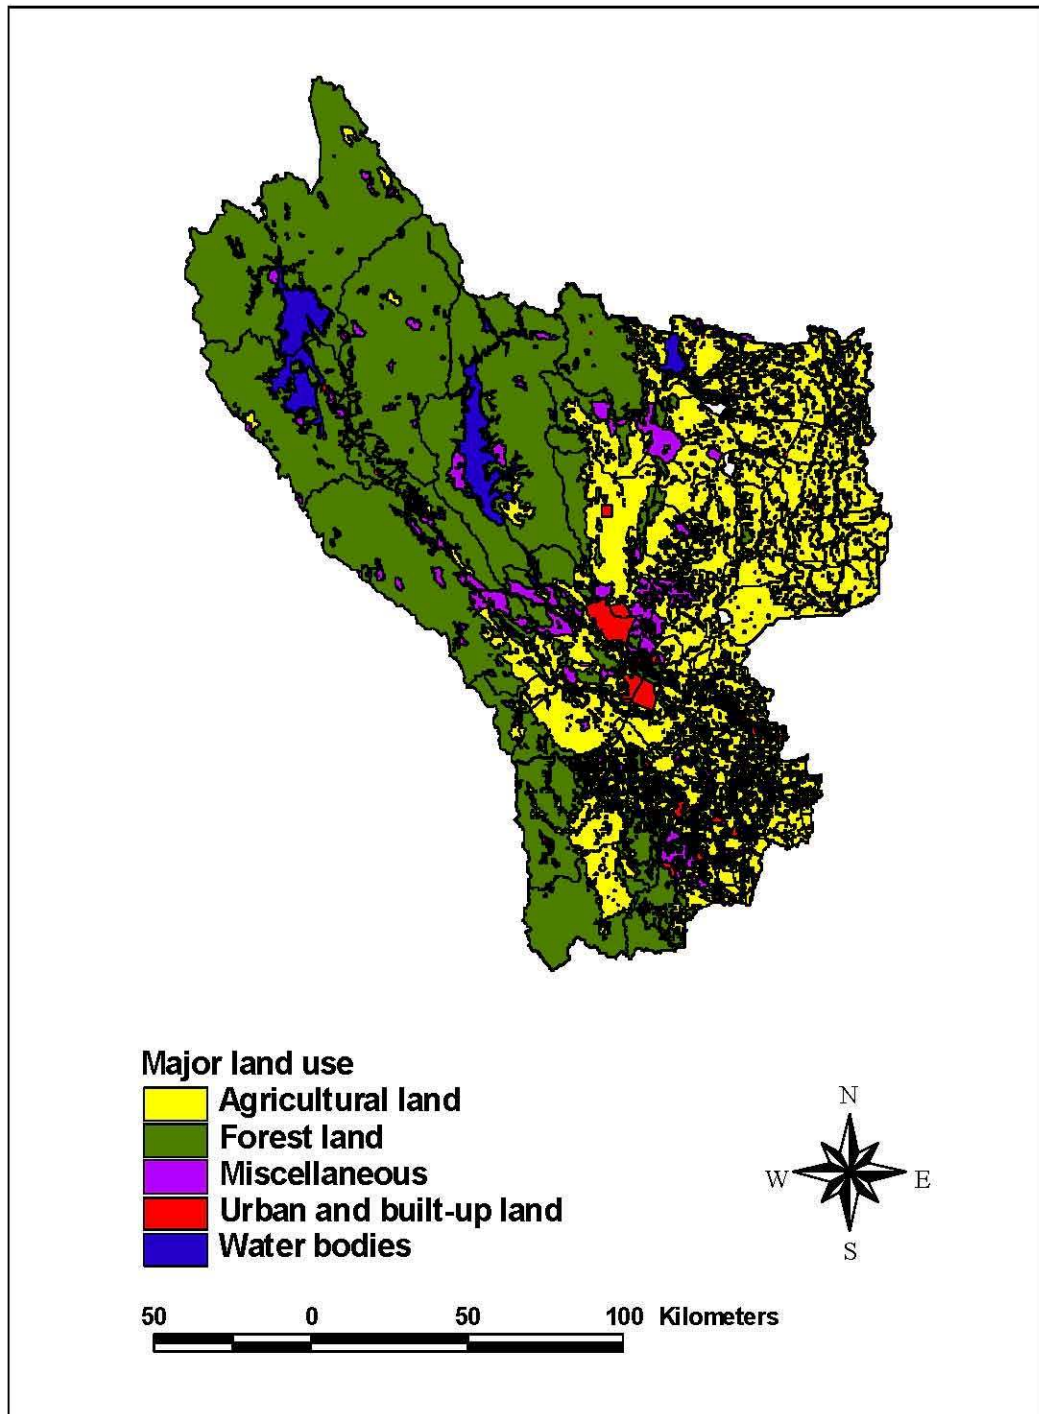 Major land use
Agricultural land
Forest land
Miscellaneous
Urban and built-up land
Water bodies
N
W E
S
50 0 50 100 Kilometers